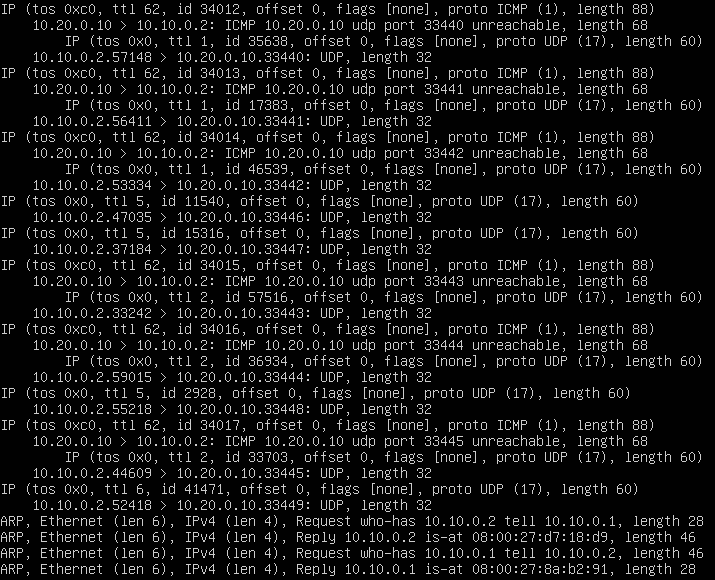 IP (tos 0xc0, ttl 62, id 34012, offset 0, flags [none], proto ICMP (1), length 88)
10.20.0.10 > 10.10.0.2: ICMP 10.20.0.10 udp port 33440 unreachable, length 68
IP (tos 0x0, ttl 1, id 35638, offset 0, flags [none], proto UDP (17), length 60)
10.10.0.2.57148 > 10.20.0.10.33440: UDP, length 32
IP (tos 0xc0, ttl 62, id 34013, offset 0, flags [none], proto ICMP (1), length 88)
10.20.0.10 > 10.10.0.2: ICMP 10.20.0.10 udp port 33441 unreachable, length 68
IP (tos 0x0, ttl 1, id 17383, offset 0, flags [none], proto UDP (17), length 60)
10.10.0.2.56411 > 10.20.0.10.33441: UDP, length 32
IP (tos 0xc0, ttl 62, id 34014, offset 0, flags [none], proto ICMP (1), length 88)
10.20.0.10 > 10.10.0.2: ICMP 10.20.0.10 udp port 33442 unreachable, length 68
IP (tos 0x0, ttl 1, id 46539, offset 0, flags [none], proto UDP (17), length 60)
10.10.0.2.53334 > 10.20.0.10.33442: UDP, length 32
IP (tos 0x0, ttl 5, id 11540, offset 0, flags [none], proto UDP (17), length 60)
10.10.0.2.47035 > 10.20.0.10.33446: UDP, length 32
IP (tos 0x0, ttl 5, id 15316, offset 0, flags [none], proto UDP (17), length 60)
10.10.0.2.37184 > 10.20.0.10.33447: UDP, length 32
IP (tos 0xc0, ttl 62, id 34015, offset 0, flags [none], proto ICMP (1), length 88)
10.20.0.10 > 10.10.0.2: ICMP 10.20.0.10 udp port 33443 unreachable, length 68
IP (tos 0x0, ttl 2, id 57516, offset 0, flags [none], proto UDP (17), length 60)
10.10.0.2.33242 > 10.20.0.10.33443: UDP, length 32
IP (tos 0xc0, ttl 62, id 34016, offset 0, flags [none], proto ICMP (1), length 88)
10.20.0.10 > 10.10.0.2: ICMP 10.20.0.10 udp port 33444 unreachable, length 68
IP (tos 0x0, ttl 2, id 36934, offset 0, flags [none], proto UDP (17), length 60)
10.10.0.2.59015 > 10.20.0.10.33444: UDP, length 32
IP (tos 0x0, ttl 5, id 2928, offset 0, flags [none], proto UDP (17), length 60)
10.10.0.2.55218 > 10.20.0.10.33448: UDP, length 32
IP (tos 0xc0, ttl 62, id 34017, offset 0, flags [none], proto ICMP (1), length 88)
10.20.0.10 > 10.10.0.2: ICMP 10.20.0.10 udp port 33445 unreachable, length 68
IP (tos 0x0, ttl 2, id 33703, offset 0, flags [none], proto UDP (17), length 60)
10.10.0.2.44609 > 10.20.0.10.33445: UDP, length 32
IP (tos 0x0, ttl 6, id 41471, offset 0, flags [none], proto UDP (17), length 60)
10.10.0.2.52418 > 10.20.0.10.33449: UDP, length 32
ARP, Ethernet (len 6), IPv4 (len 4), Request who-has 10.10.0.2 tell 10.10.0.1, length 28
ARP, Ethernet (len 6), IPv4 (len 4), Reply 10.10.0.2 is-at 08:00:27:d7:18:d9, length 46
ARP, Ethernet (len 6), IPv4 (len 4), Request who-has 10.10.0.1 tell 10.10.0.2, length 46
ARP, Ethernet (len 6), IPv4 (len 4), Reply 10.10.0.1 is-at 08:00:27:8a:b2:91, length 28